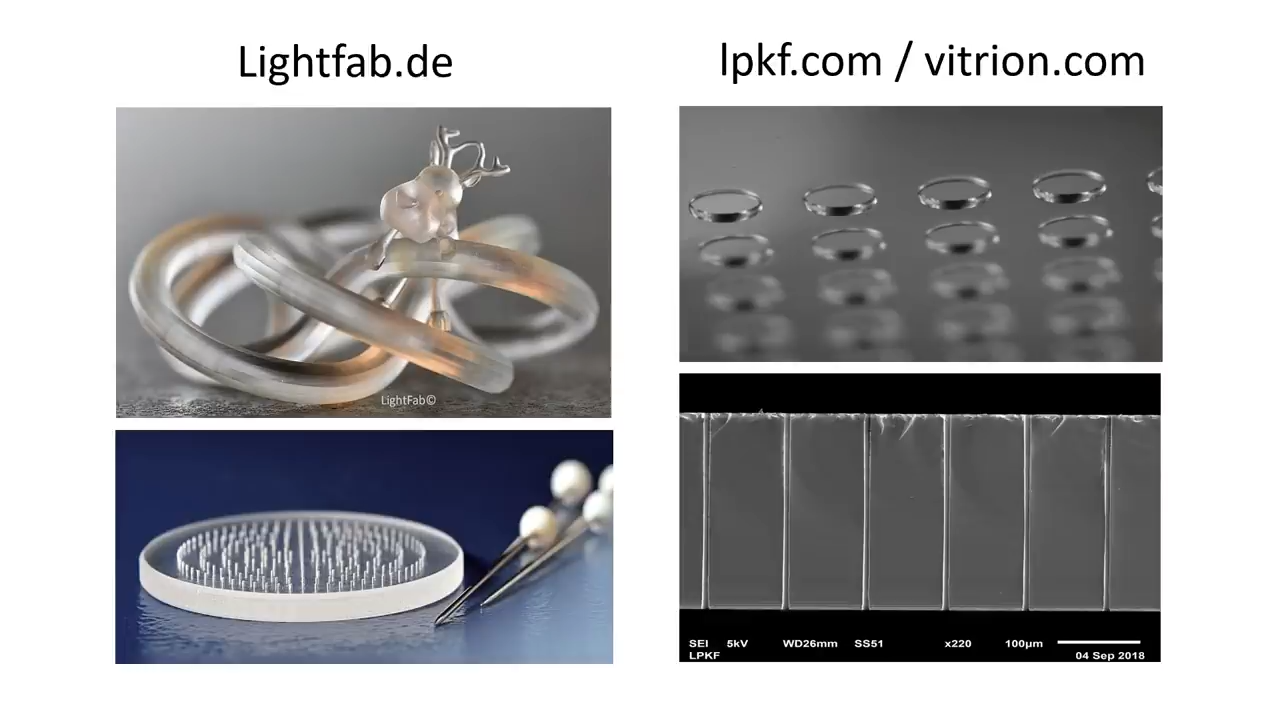 Lightfab.de
lpkf.com / vitrion.com
LightFab©
SEI 5kV WD26mm SS51 x220 100µm
LPKF 04 Sep 2018